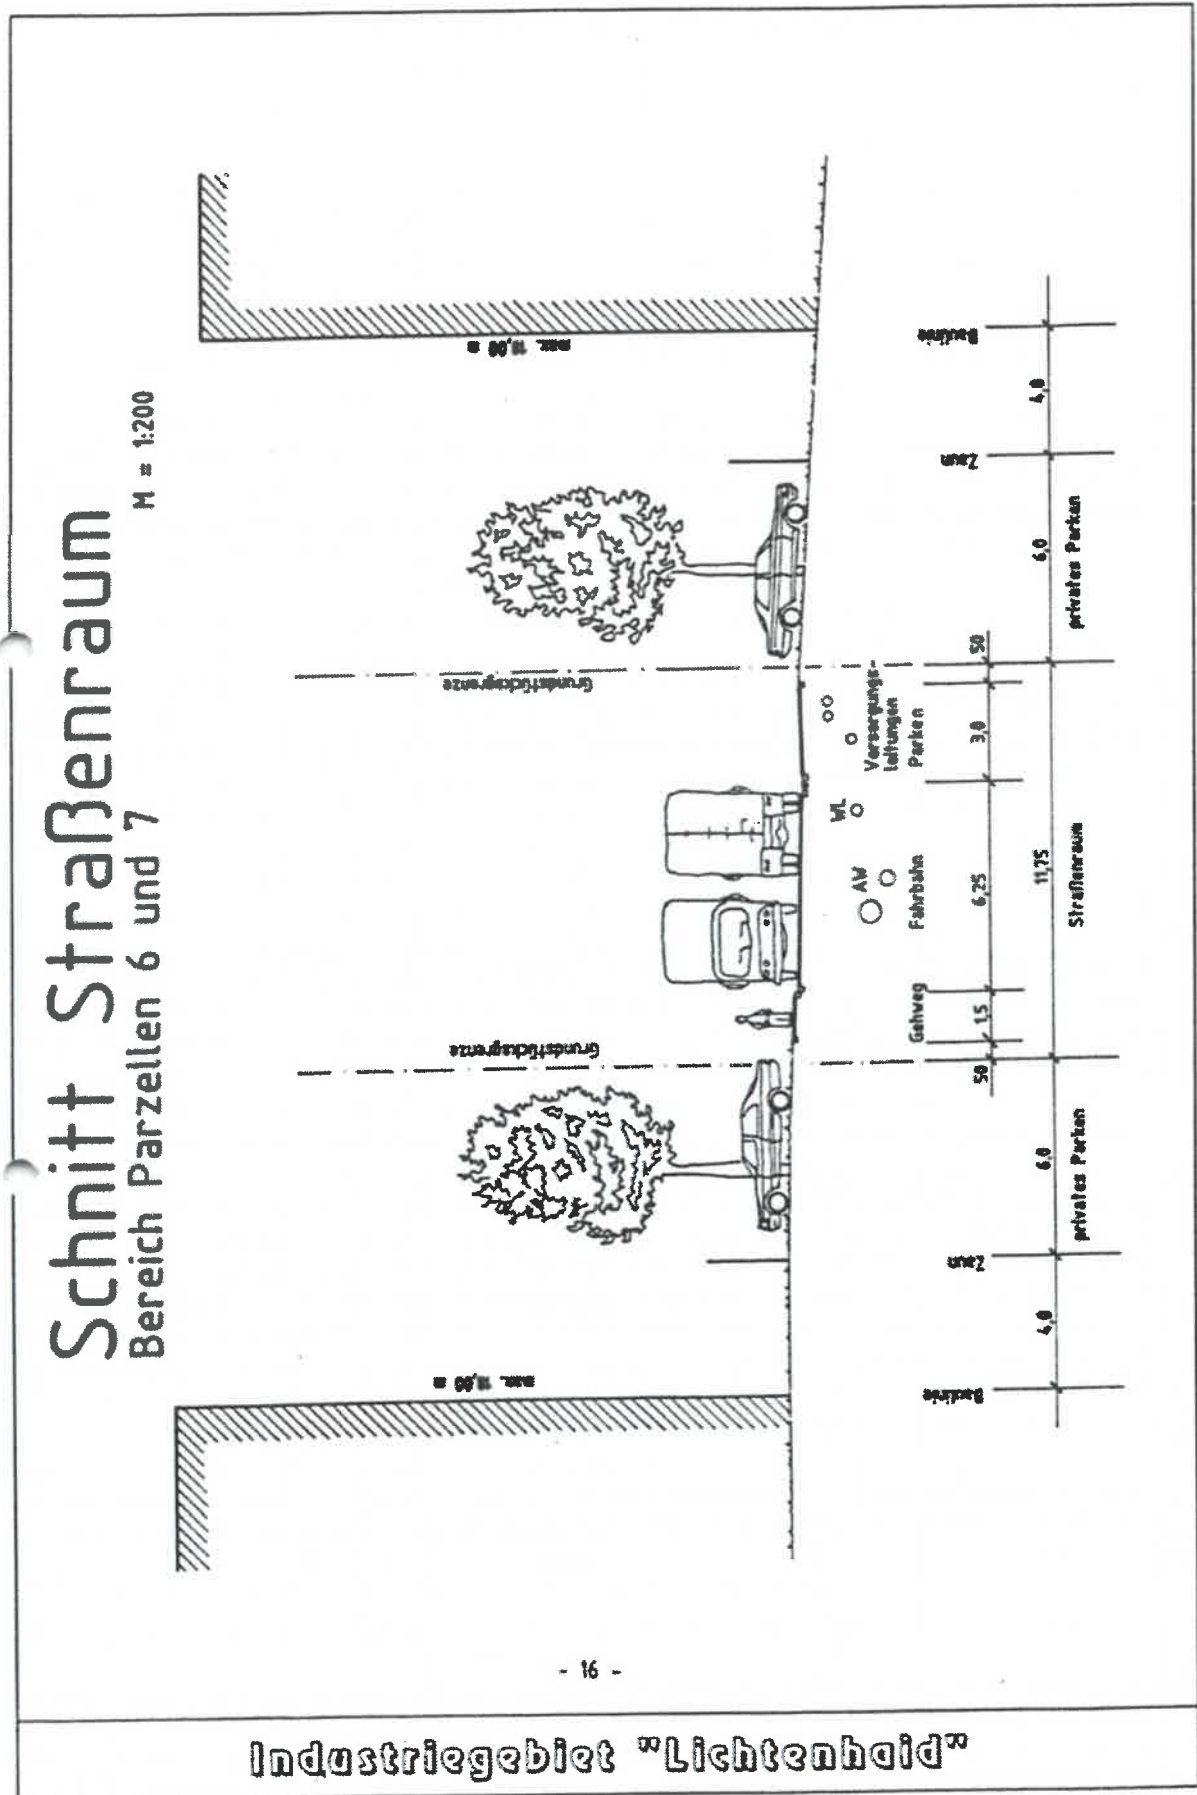 Schnitt Straßenraum
Bereich Parzellen 6 und 7
M = 1:200
max. 18,00 m
max. 18,00 m
Grundstücksgrenze
Grundstücksgrenze
AW
WL
Versorgungs-
leitungen
Gehweg
Fahrbahn
Parken
Baulinie
Zaun
Zaun
Baulinie
50
1,5
6,25
3,0
50
4,0
6,0
11,75
6,0
4,0
privates Parken
Straßenraum
privates Parken
- 16 -
Industriegebiet "Lichtenhaid"